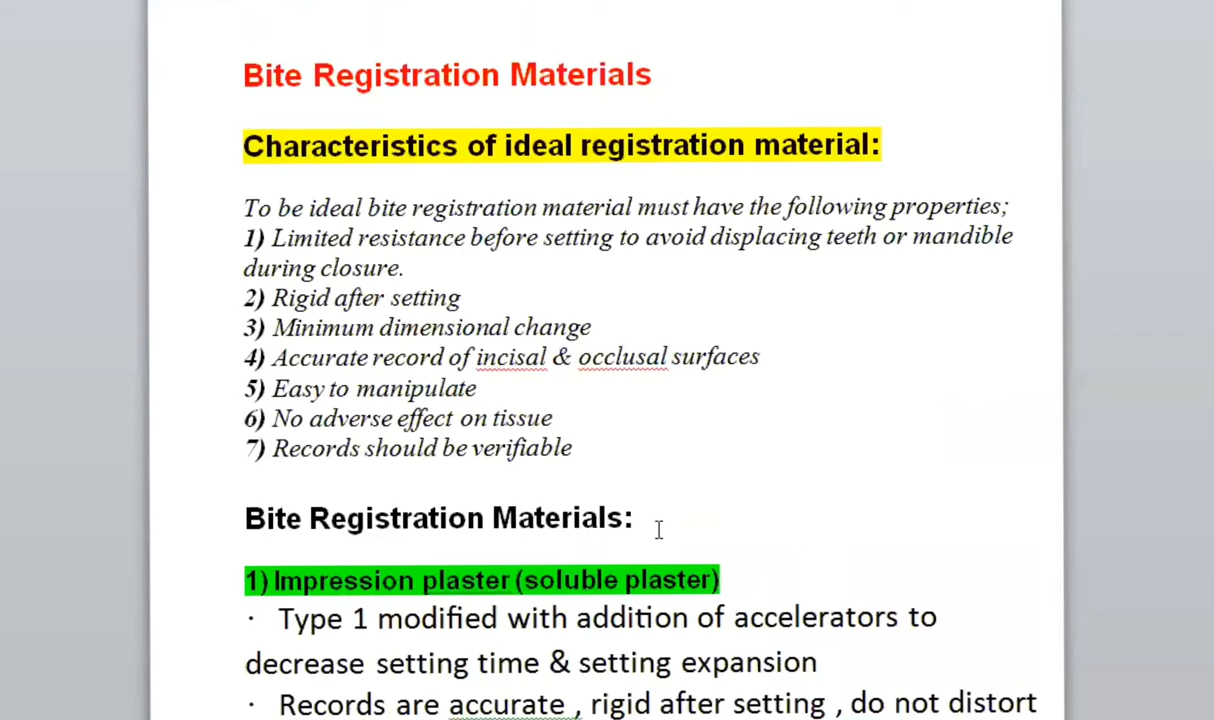 Bite Registration Materials
Characteristics of ideal registration material:
To be ideal bite registration material must have the following properties;
1) Limited resistance before setting to avoid displacing teeth or mandible
during closure.
2) Rigid after setting
3) Minimum dimensional change
4) Accurate record of incisal & occlusal surfaces
5) Easy to manipulate
6) No adverse effect on tissue
7) Records should be verifiable
Bite Registration Materials:
1) Impression plaster (soluble plaster)
· Type 1 modified with addition of accelerators to
decrease setting time & setting expansion
· Records are accurate , rigid after setting , do not distort